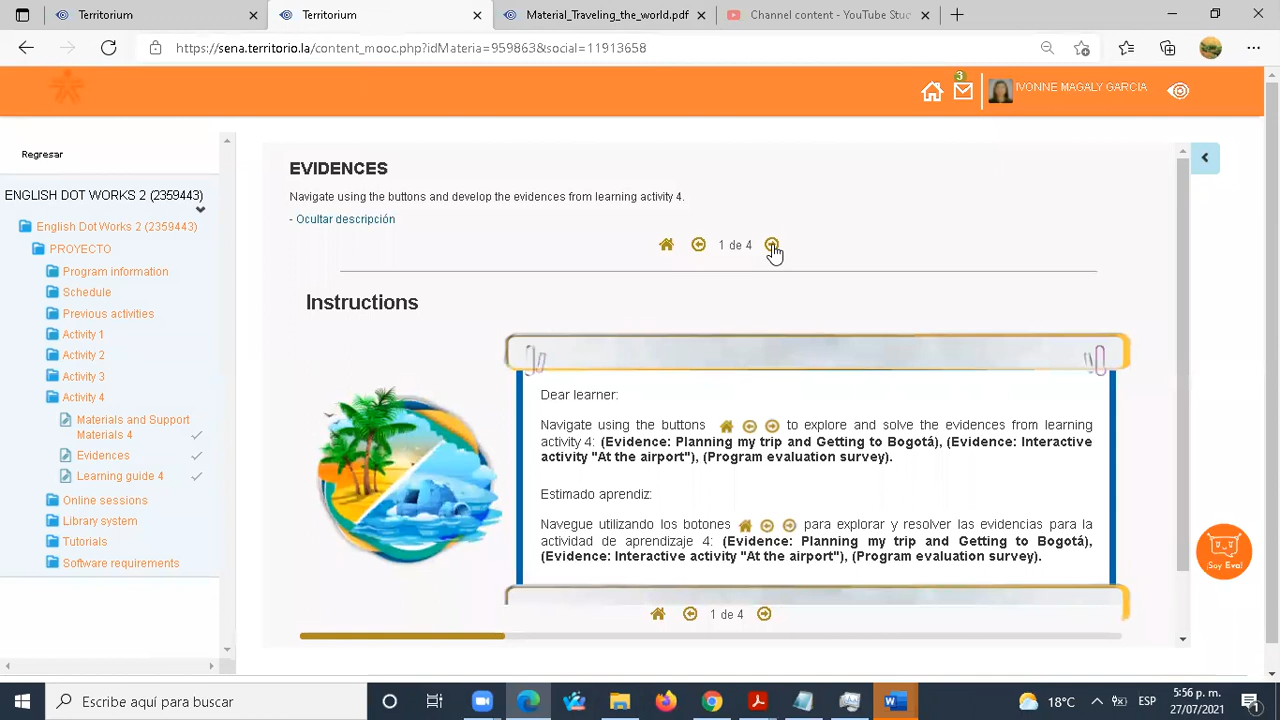 Territorium
Territorium
Material_Traveling_the_world.pdf
Channel content - YouTube Stu
https://sena.territorio.la/content_mooc.php?idMateria=959863&social=11913658
3
IVONNE MAGALY GARCIA
Regresar
ENGLISH DOT WORKS 2 (2359443)
English Dot Works 2 (2359443)
PROYECTO
Program information
Schedule
Previous activities
Activity 1
Activity 2
Activity 3
Activity 4
Materials and Support
Materials 4
Evidences
Learning guide 4
Online sessions
Library system
Tutorials
Software requirements
EVIDENCES
Navigate using the buttons and develop the evidences from learning activity 4.
- Ocultar descripción
1 de 4
Instructions
Dear learner:
Navigate using the buttons to explore and solve the evidences from learning
activity 4: (Evidence: Planning my trip and Getting to Bogotá), (Evidence: Interactive
activity "At the airport"), (Program evaluation survey).
Estimado aprendiz:
Navegue utilizando los botones para explorar y resolver las evidencias para la
actividad de aprendizaje 4: (Evidence: Planning my trip and Getting to Bogotá),
(Evidence: Interactive activity "At the airport"), (Program evaluation survey).
1 de 4
¡Soy Eva!
Escribe aquí para buscar
18°C
ESP
5:56 p. m.
27/07/2021
1